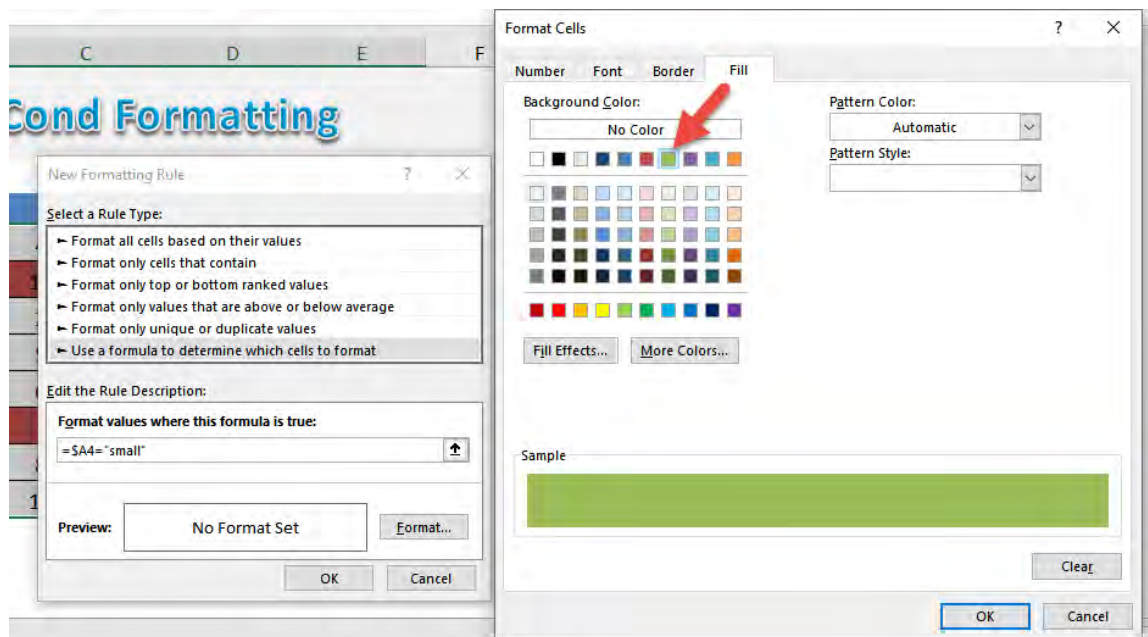 C D E F
Cond Formatting
New Formatting Rule ? ×
Select a Rule Type:
► Format all cells based on their values
► Format only cells that contain
► Format only top or bottom ranked values
► Format only values that are above or below average
► Format only unique or duplicate values
► Use a formula to determine which cells to format
Edit the Rule Description:
Format values where this formula is true:
=$A4="small"
Preview:
No Format Set
Format...
OK
Cancel
Format Cells ? ×
Number Font Border Fill
Background Color:
No Color
Fill Effects...
More Colors...
Pattern Color:
Automatic
Pattern Style:
Sample
Clear
OK
Cancel